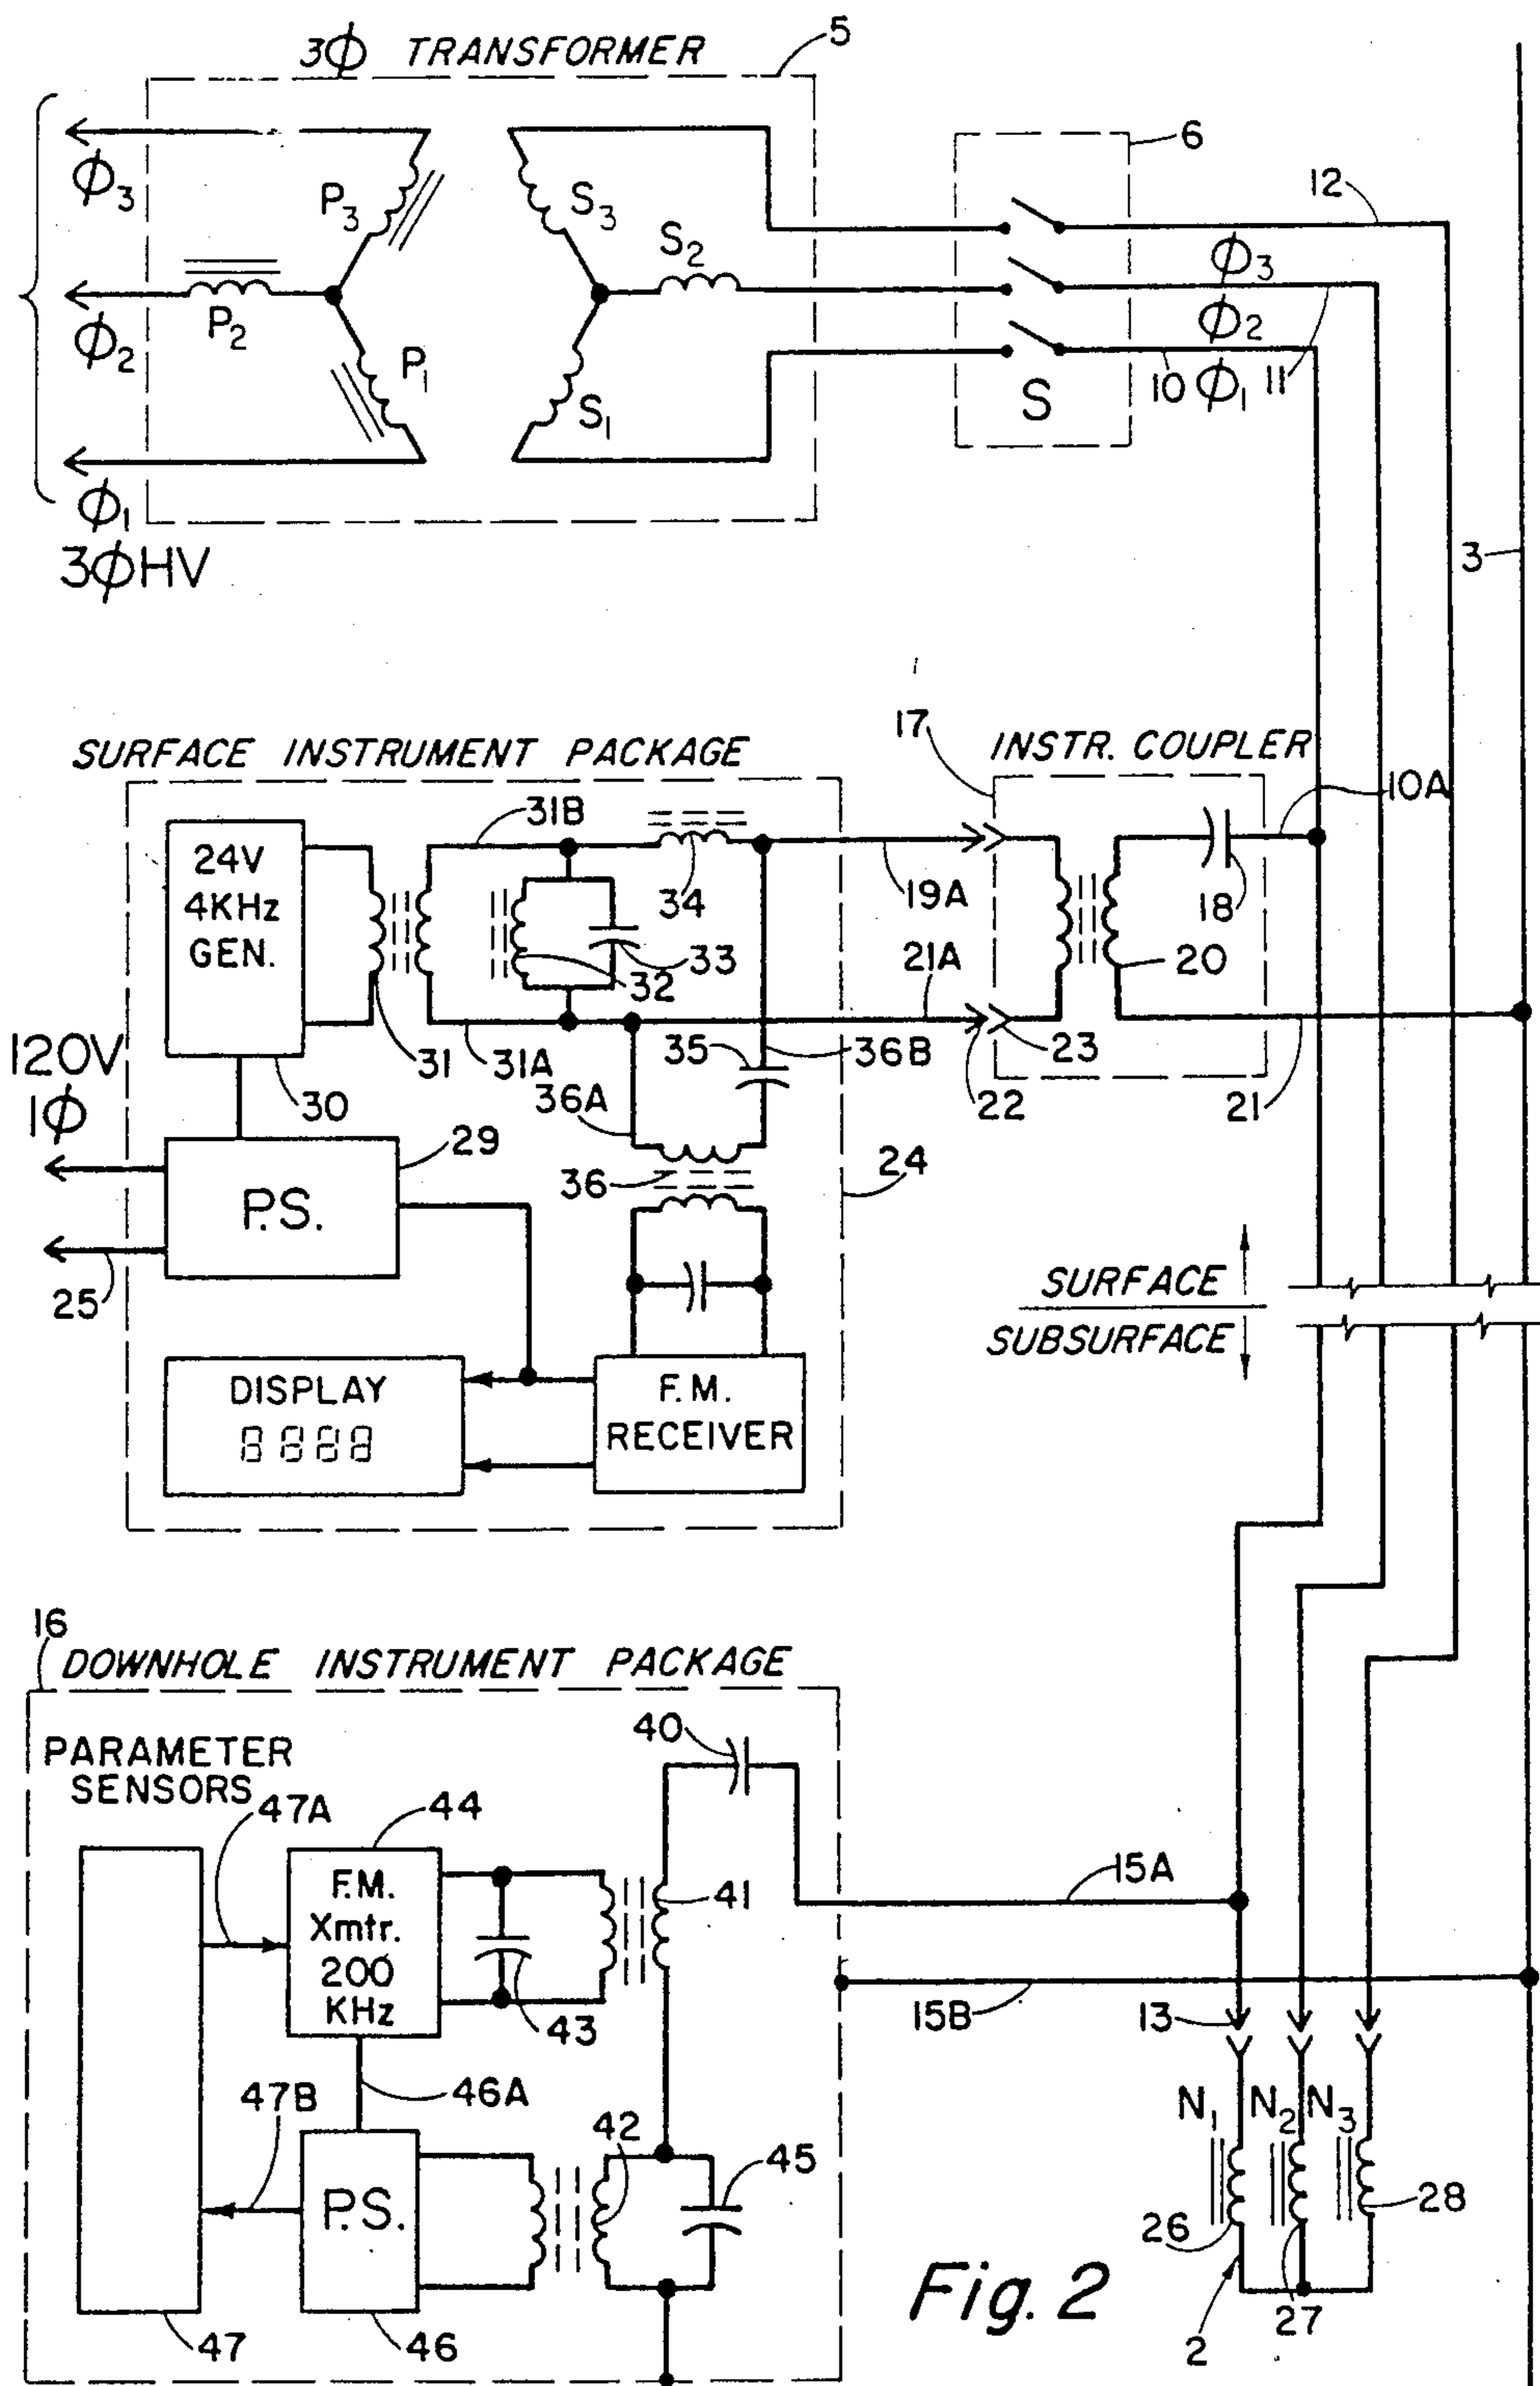 3ϕ TRANSFORMER
5
ϕ3
P3
S3
6
12
S2
ϕ3
ϕ2
P2
P1
S1
ϕ2
S
10 ϕ1 11
ϕ1
3ϕHV
3
17
SURFACE INSTRUMENT PACKAGE
INSTR. COUPLER
10A
31B
24V
4KHz
GEN.
34
19A
18
33
32
21A
20
120V
1ϕ
30
31
31A
35
36B
23
36A
22
21
29
36
24
P.S.
25
SURFACE
SUBSURFACE
DISPLAY
8888
F.M.
RECEIVER
16
DOWNHOLE INSTRUMENT PACKAGE
40
PARAMETER
SENSORS
47A
44
15A
F.M.
Xmtr.
200
KHz
41
43
15B
13
46A
47B
N1 N2 N3
42
45
P.S.
28
26
Fig. 2
27
47
46
2